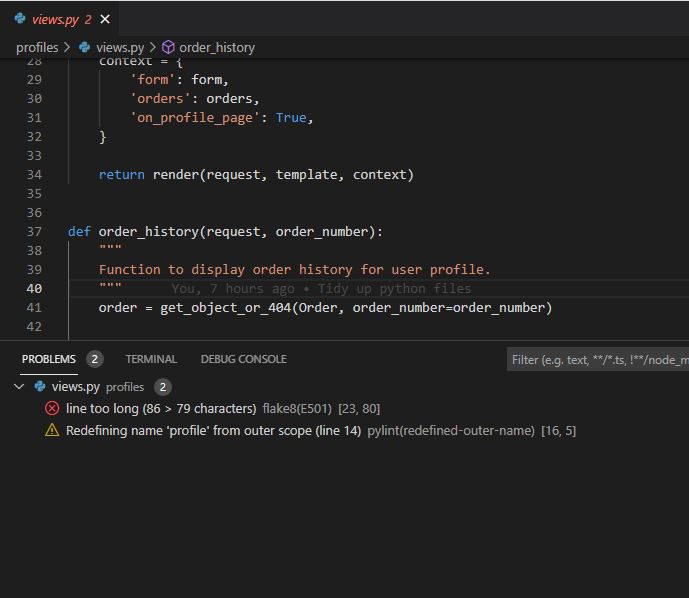 views.py 2 ×
profiles > views.py > order_history
28 context = {
29 'form': form,
30 'orders': orders,
31 'on_profile_page': True,
32 }
33
34 return render(request, template, context)
35
36
37 def order_history(request, order_number):
38 """
39 Function to display order history for user profile.
40 """ You, 7 hours ago • Tidy up python files
41 order = get_object_or_404(Order, order_number=order_number)
42
PROBLEMS 2 TERMINAL DEBUG CONSOLE Filter (e.g. text, **/*.ts, !**/node_m
views.py profiles 2
line too long (86 > 79 characters) flake8(E501) [23, 80]
Redefining name 'profile' from outer scope (line 14) pylint(redefined-outer-name) [16, 5]